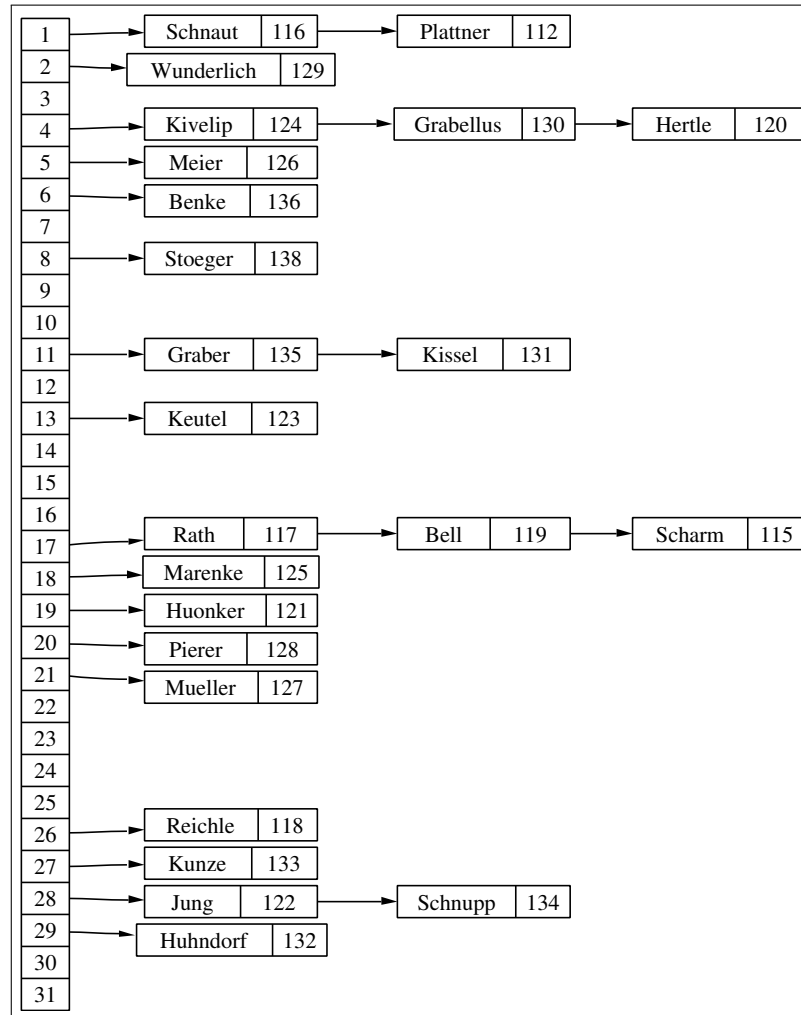 1 Schnaut 116 Plattner 112
2 Wunderlich 129
3
4 Kivelip 124 Grabellus 130 Hertle 120
5 Meier 126
6 Benke 136
7
8 Stoeger 138
9
10
11 Graber 135 Kissel 131
12
13 Keutel 123
14
15
16
17 Rath 117 Bell 119 Scharm 115
18 Marenke 125
19 Huonker 121
20 Pierer 128
21 Mueller 127
22
23
24
25
26 Reichle 118
27 Kunze 133
28 Jung 122 Schnupp 134
29 Huhndorf 132
30
31